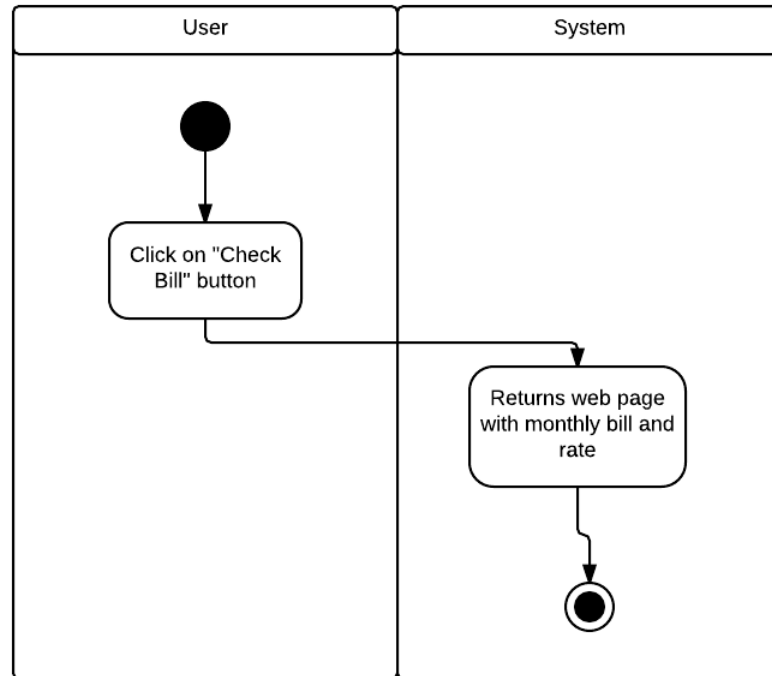 User
System
Click on "Check
Bill" button
Returns web page
with monthly bill and
rate